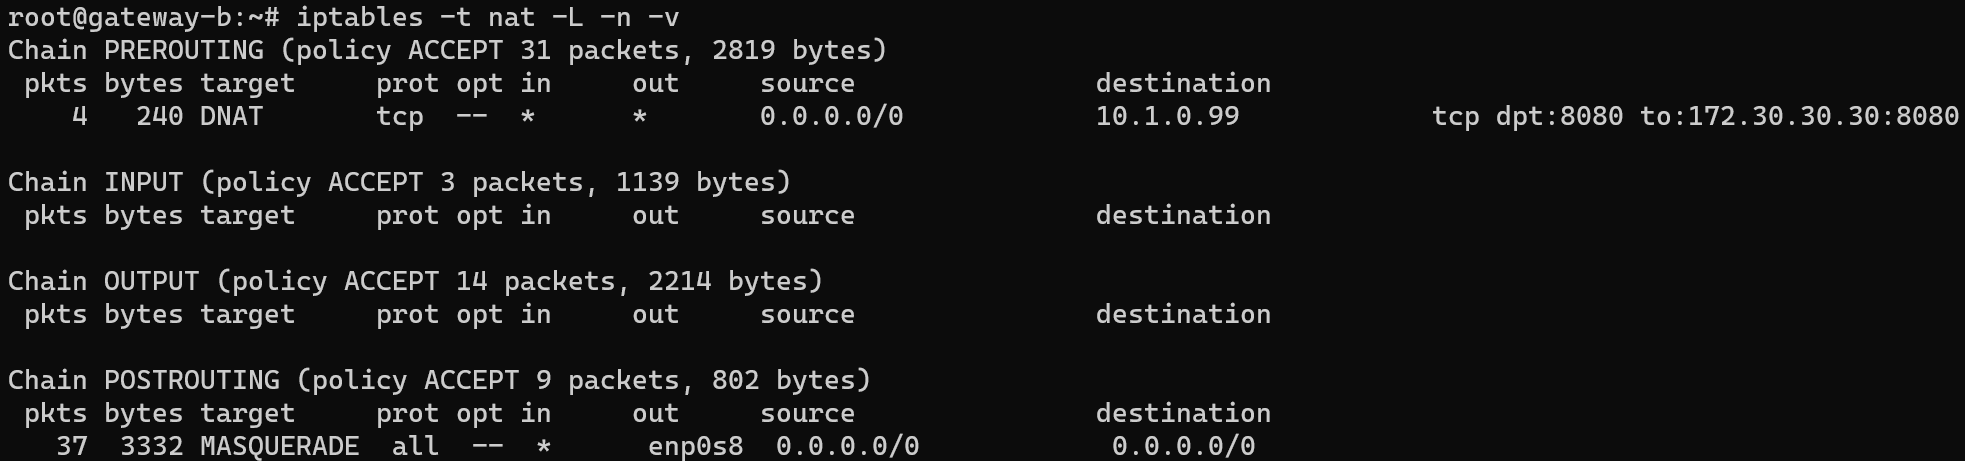 root@gateway-b:~# iptables -t nat -L -n -v
Chain PREROUTING (policy ACCEPT 31 packets, 2819 bytes)
 pkts bytes target     prot opt in     out     source               destination
    4   240 DNAT       tcp  --  *      *       0.0.0.0/0            10.1.0.99            tcp dpt:8080 to:172.30.30.30:8080

Chain INPUT (policy ACCEPT 3 packets, 1139 bytes)
 pkts bytes target     prot opt in     out     source               destination

Chain OUTPUT (policy ACCEPT 14 packets, 2214 bytes)
 pkts bytes target     prot opt in     out     source               destination

Chain POSTROUTING (policy ACCEPT 9 packets, 802 bytes)
 pkts bytes target     prot opt in     out     source               destination
   37  3332 MASQUERADE  all  --  *      enp0s8  0.0.0.0/0            0.0.0.0/0